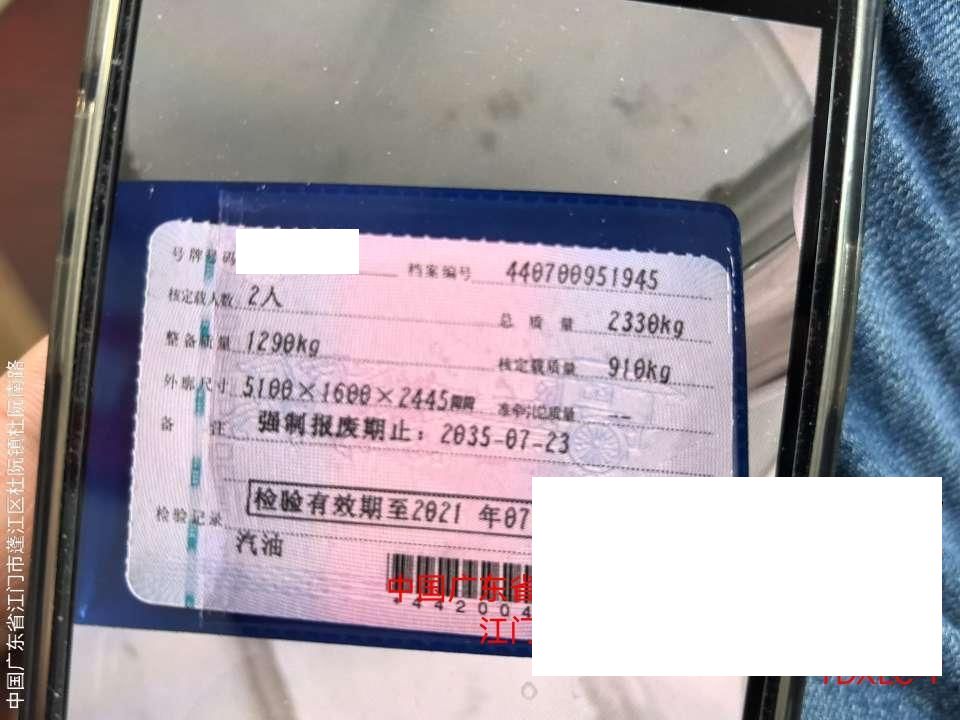 号牌号码 档案编号 440700951945
核定载人数 2人 总质量 2330kg
整备质量 1290kg 核定载质量 910kg
外廓尺寸 5100×1600×2445mm 准牵引总质量 --
备注 强制报废期止：2035-07-23
检验记录 检验有效期至2021 年07
汽油
*442004
中国广东省
江门
中国广东省江门市蓬江区杜阮镇杜阮南路